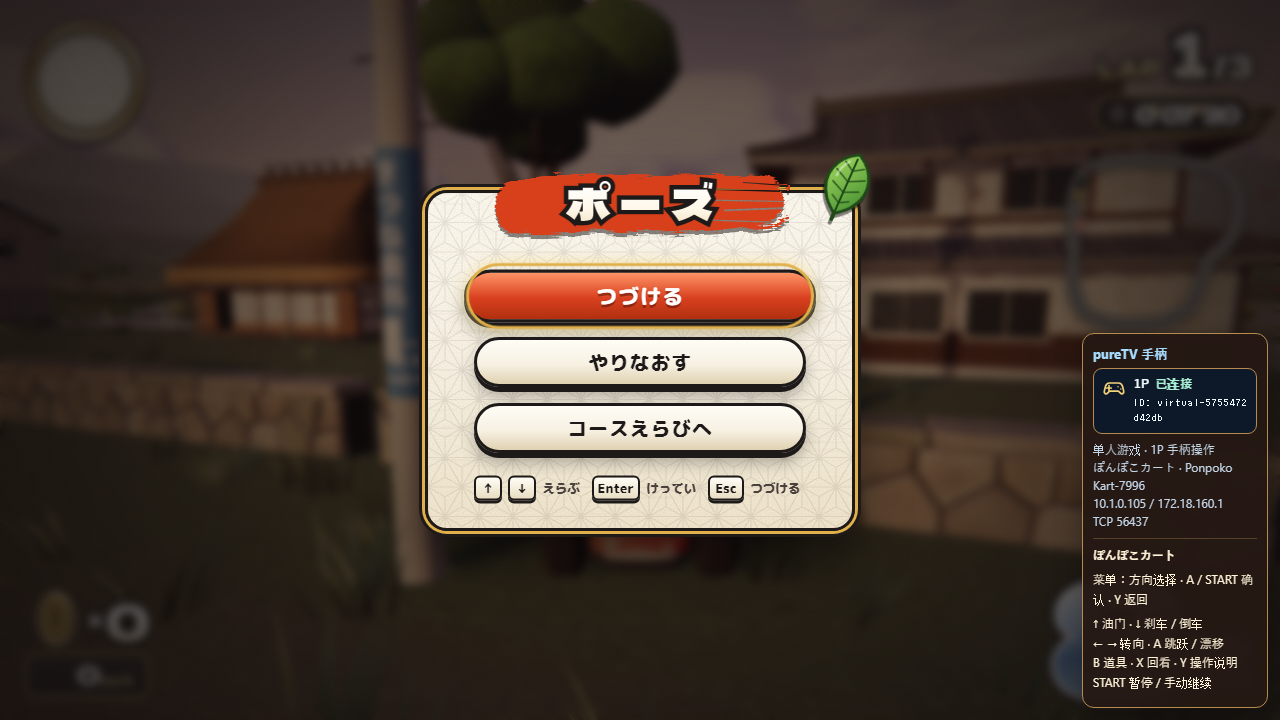 1/3
ポーズ
つづける
やりなおす
コースえらびへ
↑ ↓ えらぶ Enter けってい Esc つづける
pureTV 手柄
1P 已连接
ID: virtual-5755472
d42db
单人游戏 · 1P 手柄操作
ぽんぽこカート · Ponpoko
Kart-7996
10.1.0.105 / 172.18.160.1
TCP 56437
ぽんぽこカート
菜单：方向选择 · A / START 确
认 · Y 返回
↑ 油门 · ↓ 刹车 / 倒车
← → 转向 · A 跳跃 / 漂移
B 道具 · X 回看 · Y 操作说明
START 暂停 / 手动继续